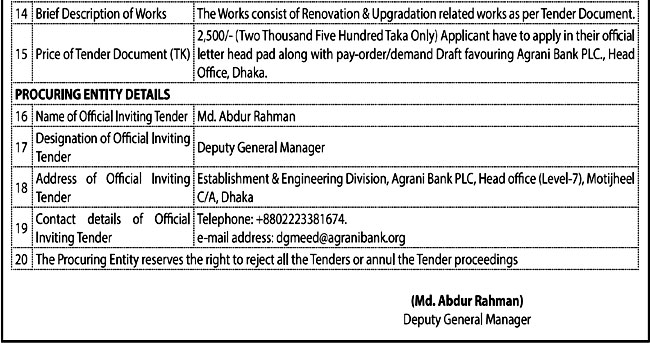 14 Brief Description of Works The Works consist of Renovation & Upgradation related works as per Tender Document.
15 Price of Tender Document (TK) 2,500/- (Two Thousand Five Hundred Taka Only) Applicant have to apply in their official
letter head pad along with pay-order/demand Draft favouring Agrani Bank PLC., Head
Office, Dhaka.
PROCURING ENTITY DETAILS
16 Name of Official Inviting Tender Md. Abdur Rahman
17 Designation of Official Inviting
Tender Deputy General Manager
18 Address of Official Inviting
Tender Establishment & Engineering Division, Agrani Bank PLC, Head office (Level-7), Motijheel
C/A, Dhaka
19 Contact details of Official
Inviting Tender Telephone: +8802223381674.
e-mail address: dgmeed@agranibank.org
20 The Procuring Entity reserves the right to reject all the Tenders or annul the Tender proceedings
(Md. Abdur Rahman)
Deputy General Manager